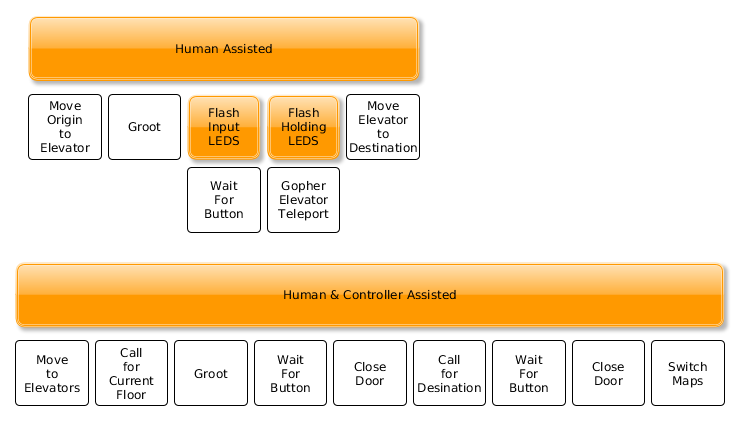 Human Assisted
Move
Origin
to
Elevator
Groot
Flash
Input
LEDS
Flash
Holding
LEDS
Move
Elevator
to
Destination
Wait
For
Button
Gopher
Elevator
Teleport
Human & Controller Assisted
Move
to
Elevators
Call
for
Current
Floor
Groot
Wait
For
Button
Close
Door
Call
for
Desination
Wait
For
Button
Close
Door
Switch
Maps